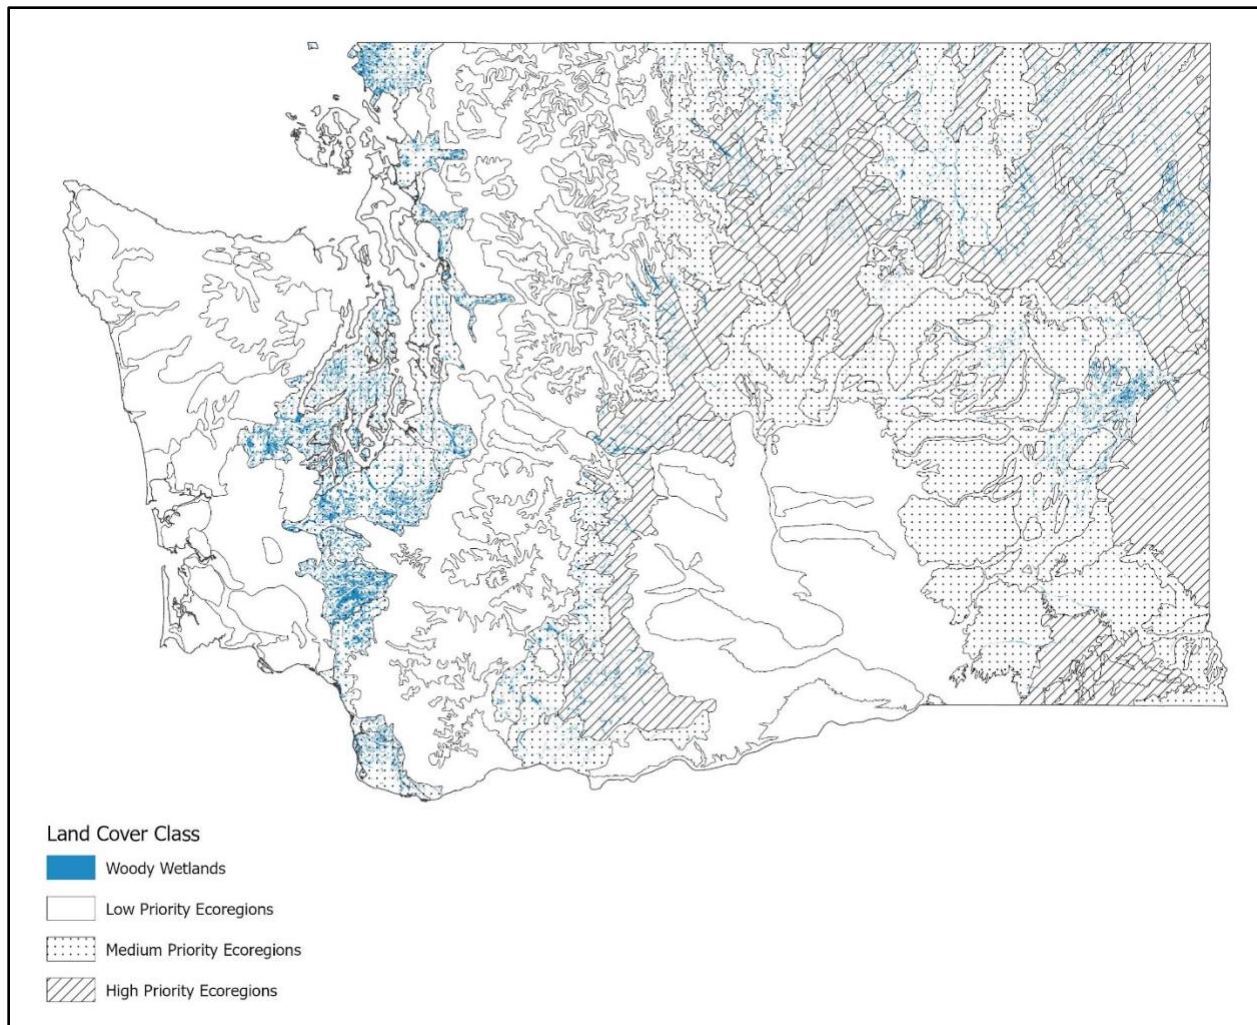 Land Cover Class
Woody Wetlands
Low Priority Ecoregions
Medium Priority Ecoregions
High Priority Ecoregions